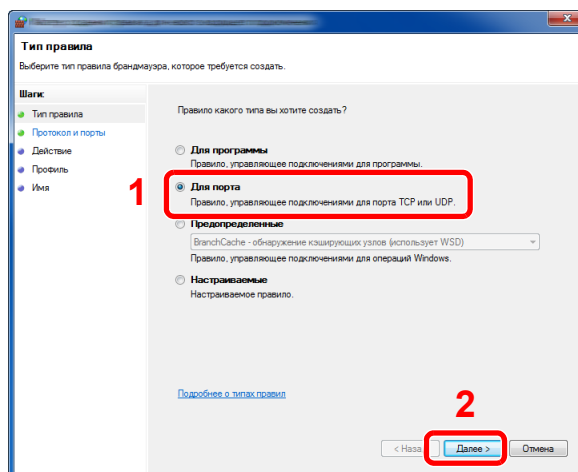 Тип правила
Выберите тип правила брандмауэра, которое требуется создать.
Шаги:
Тип правила
Протокол и порты
Действие
Профиль
Имя
Правило какого типа вы хотите создать?
Для программы
Правило, управляющее подключениями для программы.
1
Для порта
Правило, управляющее подключениями для порта TCP или UDP.
Предопределенные
BranchCache - обнаружение кэширующих узлов (использует WSD)
Правило, управляющее подключениями для операций Windows.
Настраиваемые
Настраиваемое правило.
Подробнее о типах правил
2
< Наза
Далее >
Отмена